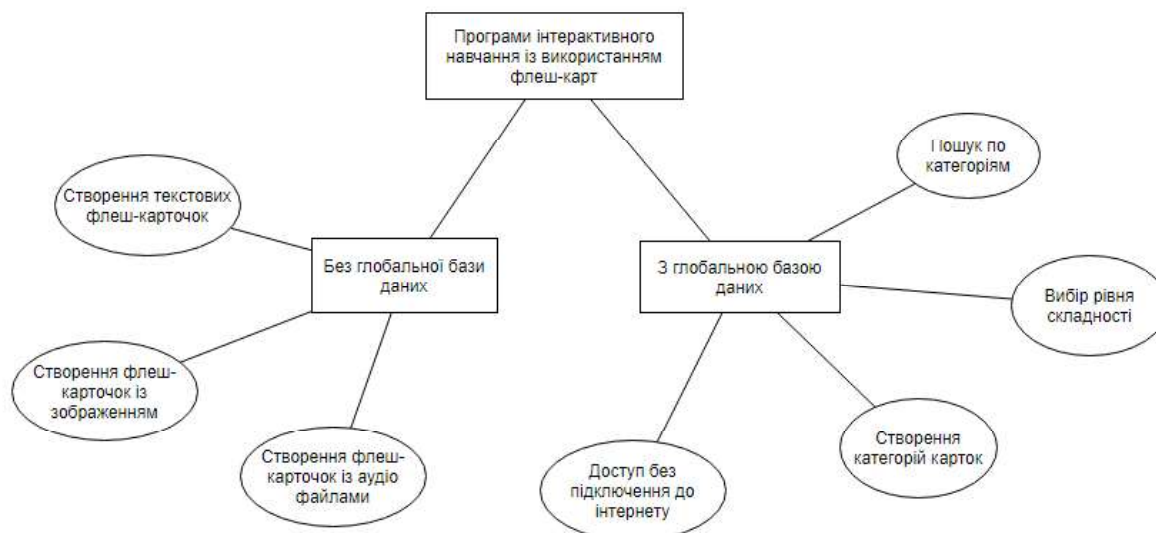 Програми інтерактивного
навчання із використанням
флеш-карт
Пошук по
категоріям
Створення текстових
флеш-карточок
Без глобальної бази
даних
З глобальною базою
даних
Вибір рівня
складності
Створення флеш-
карточок із
зображенням
Створення флеш-
карточок із аудіо
файлами
Доступ без
підключення до
інтернету
Створення
категорій карток